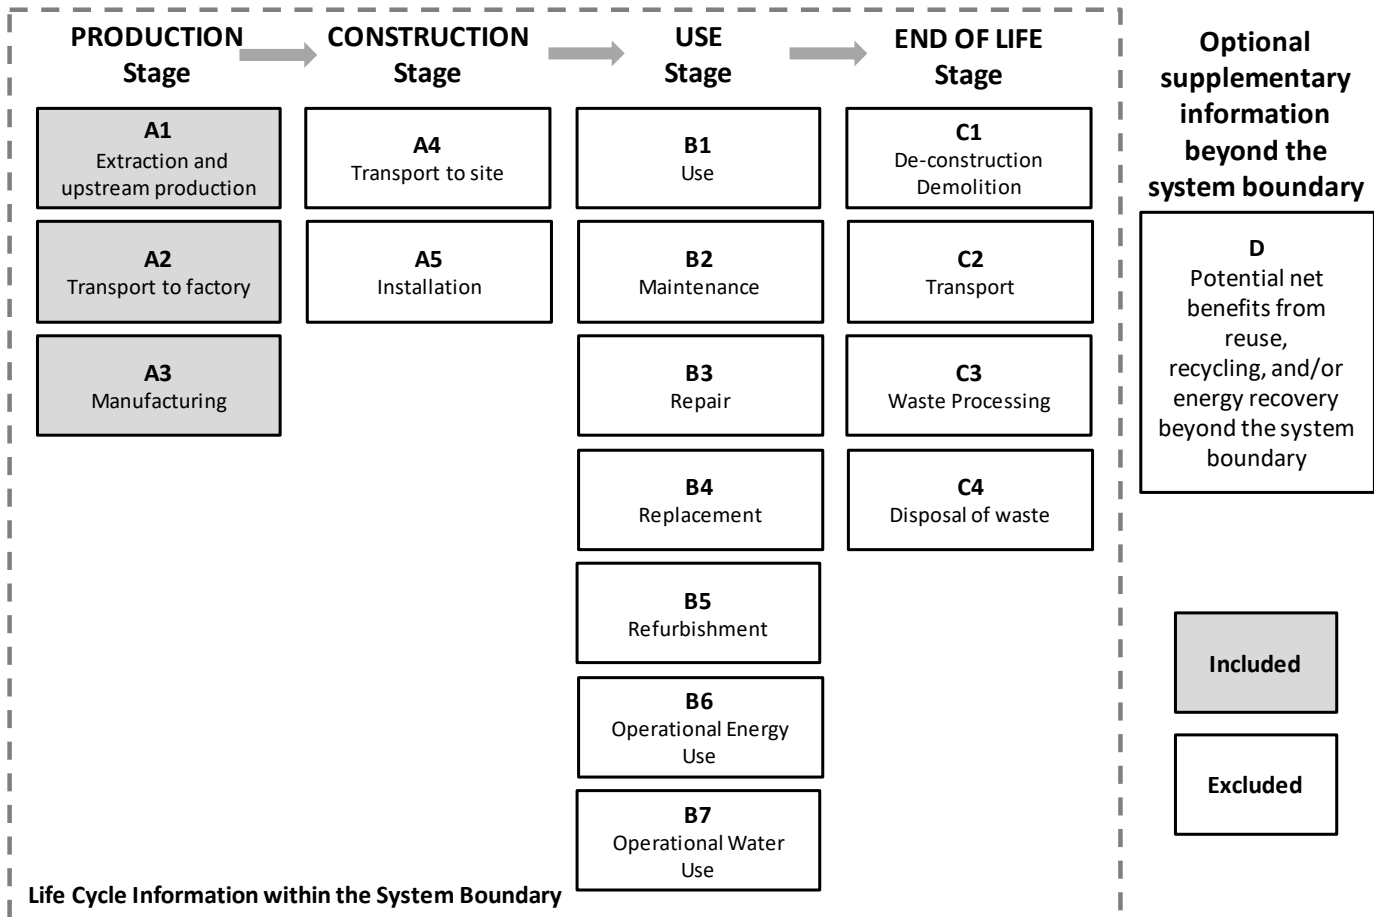 PRODUCTION
Stage
CONSTRUCTION
Stage
USE
Stage
END OF LIFE
Stage
A1
Extraction and
upstream production
A2
Transport to factory
A3
Manufacturing
A4
Transport to site
A5
Installation
B1
Use
B2
Maintenance
B3
Repair
B4
Replacement
B5
Refurbishment
B6
Operational Energy
Use
B7
Operational Water
Use
C1
De-construction
Demolition
C2
Transport
C3
Waste Processing
C4
Disposal of waste
Life Cycle Information within the System Boundary
Optional
supplementary
information
beyond the
system boundary
D
Potential net
benefits from
reuse,
recycling, and/or
energy recovery
beyond the system
boundary
Included
Excluded